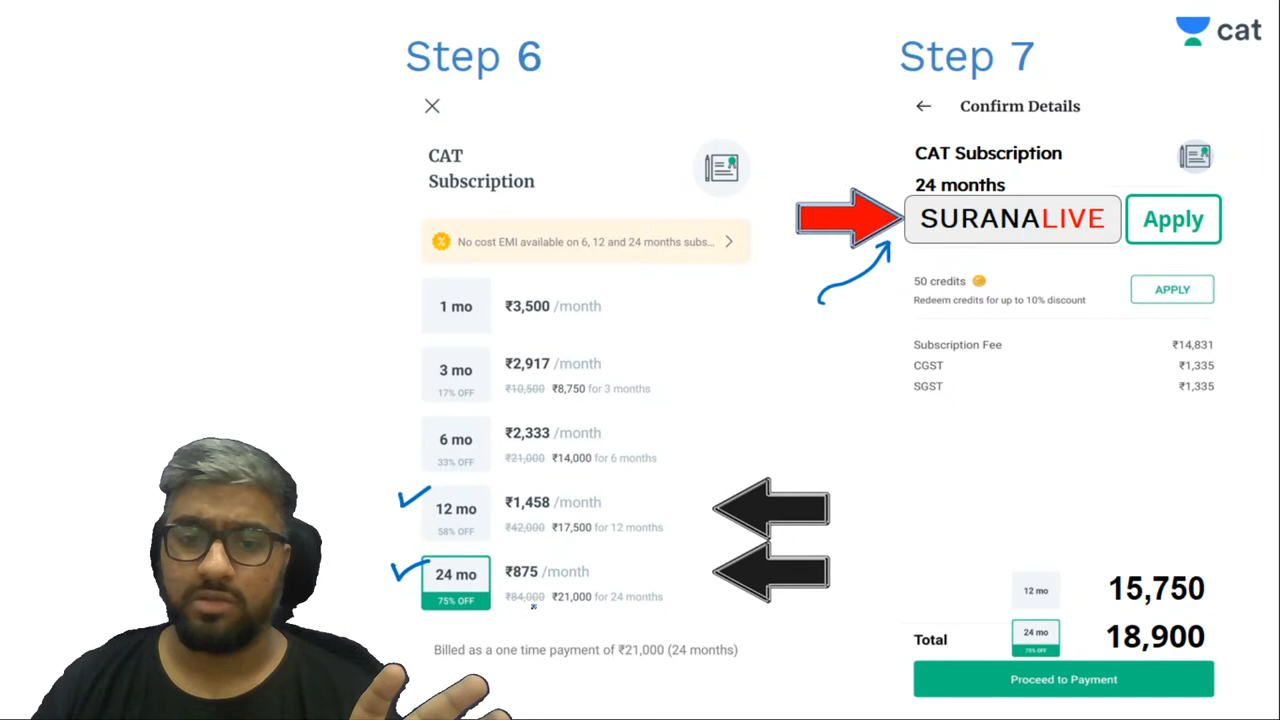 cat
Step 6
CAT
Subscription
No cost EMI available on 6, 12 and 24 months subs...
1 mo
₹3,500 /month
3 mo
17% OFF
₹2,917 /month
₹10,500 ₹8,750 for 3 months
6 mo
33% OFF
₹2,333 /month
₹21,000 ₹14,000 for 6 months
12 mo
58% OFF
₹1,458 /month
₹42,000 ₹17,500 for 12 months
24 mo
75% OFF
₹875 /month
₹84,000 ₹21,000 for 24 months
Billed as a one time payment of ₹21,000 (24 months)
Step 7
Confirm Details
CAT Subscription
24 months
SURANALIVE
Apply
50 credits
Redeem credits for up to 10% discount
APPLY
Subscription Fee ₹14,831
CGST ₹1,335
SGST ₹1,335
12 mo 15,750
Total 24 mo 18,900
75% OFF
Proceed to Payment